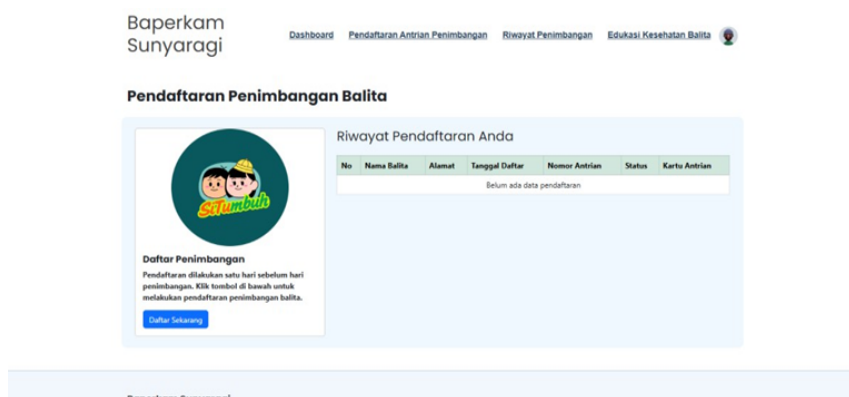 Baperkam
Sunyaragi
Dashboard Pendaftaran Antrian Penimbangan Riwayat Penimbangan Edukasi Kesehatan Balita
Pendaftaran Penimbangan Balita
SiTumbuh
Daftar Penimbangan
Pendaftaran dilakukan satu hari sebelum hari
penimbangan. Klik tombol di bawah untuk
melakukan pendaftaran penimbangan balita.
Daftar Sekarang
Riwayat Pendaftaran Anda
No Nama Balita Alamat Tanggal Daftar Nomor Antrian Status Kartu Antrian
Belum ada data pendaftaran